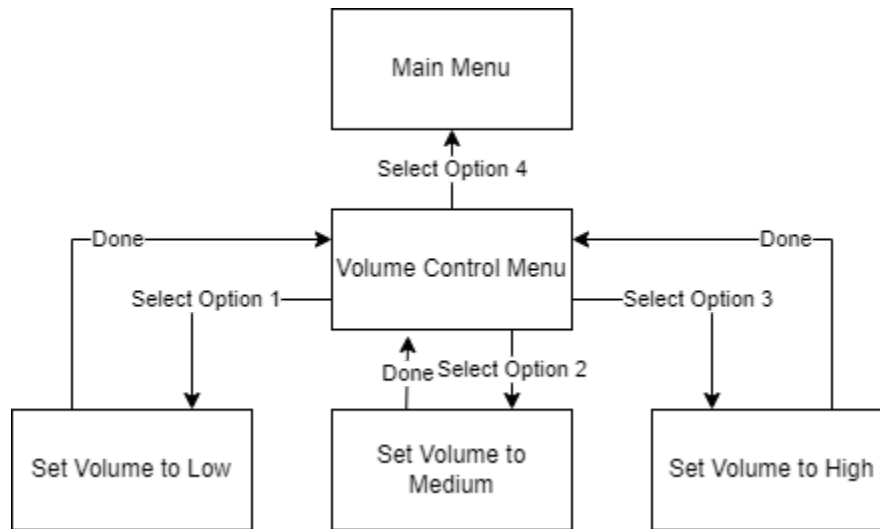 Main Menu
Select Option 4
Done
Done
Volume Control Menu
Select Option 1
Select Option 3
Done
Select Option 2
Set Volume to Low
Set Volume to
Medium
Set Volume to High